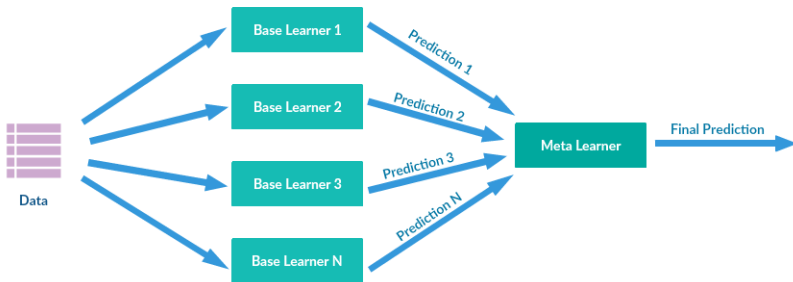 Base Learner 1
Prediction 1
Base Learner 2
Prediction 2
Final Prediction
Meta Learner
Prediction 3
Base Learner 3
Data
Prediction N
Base Learner N